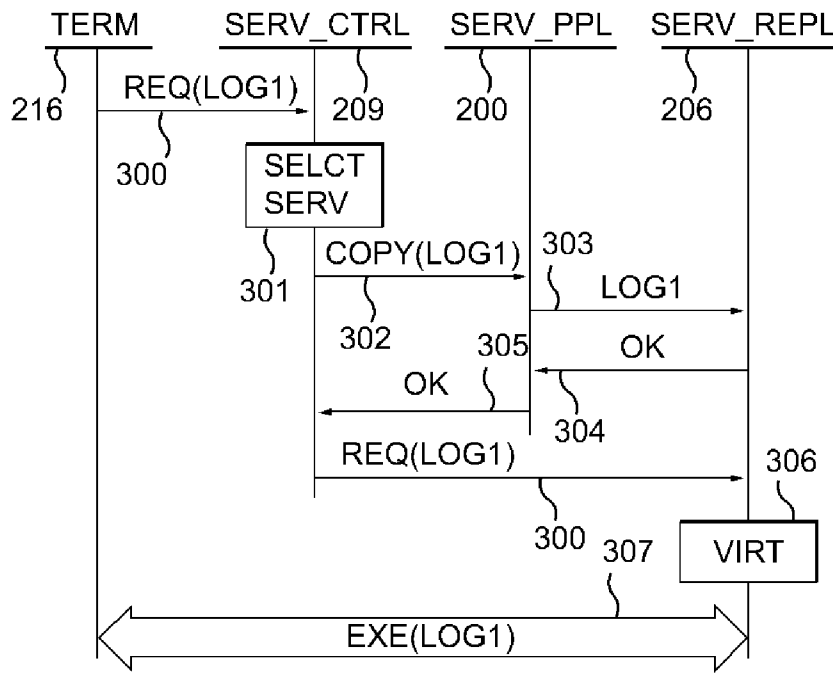 TERM SERV_CTRL SERV_PPL SERV_REPL
216 REQ(LOG1) 209 200 206
300
SELCT
SERV
301
COPY(LOG1)
302
303
LOG1
305
OK
OK
304
REQ(LOG1)
300
306
VIRT
307
EXE(LOG1)